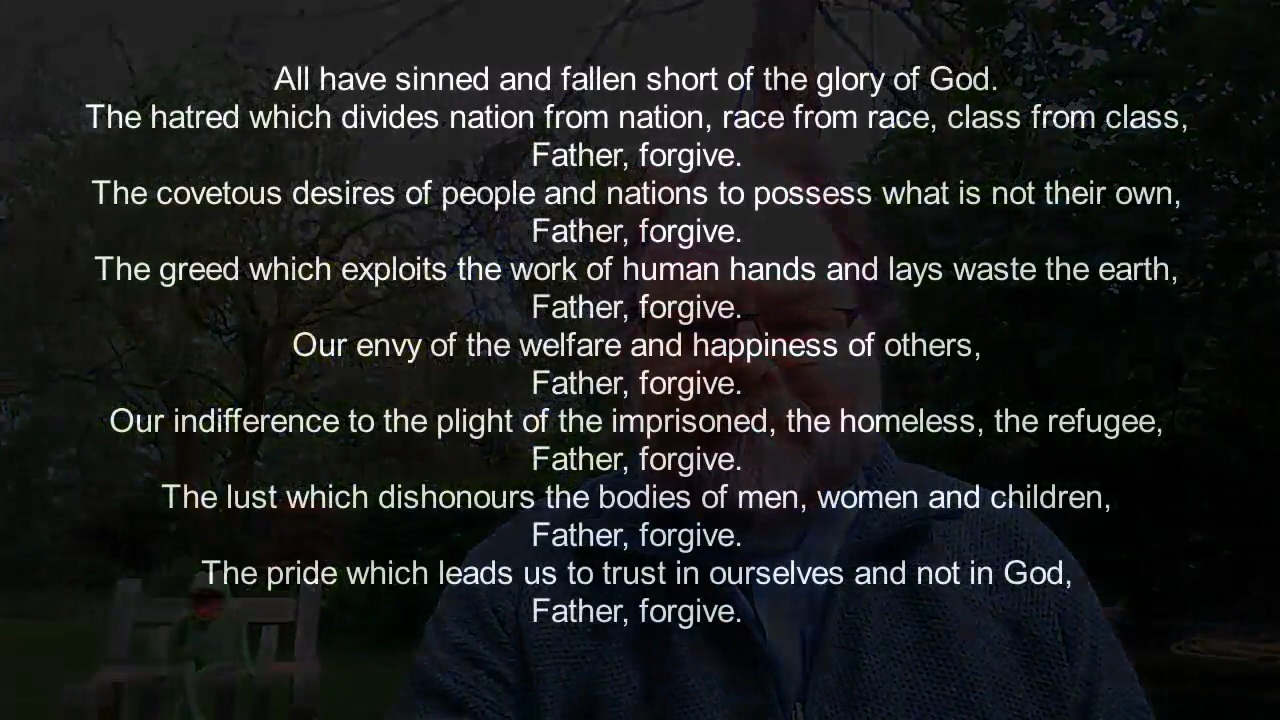 All have sinned and fallen short of the glory of God.
The hatred which divides nation from nation, race from race, class from class,
Father, forgive.
The covetous desires of people and nations to possess what is not their own,
Father, forgive.
The greed which exploits the work of human hands and lays waste the earth,
Father, forgive.
Our envy of the welfare and happiness of others,
Father, forgive.
Our indifference to the plight of the imprisoned, the homeless, the refugee,
Father, forgive.
The lust which dishonours the bodies of men, women and children,
Father, forgive.
The pride which leads us to trust in ourselves and not in God,
Father, forgive.